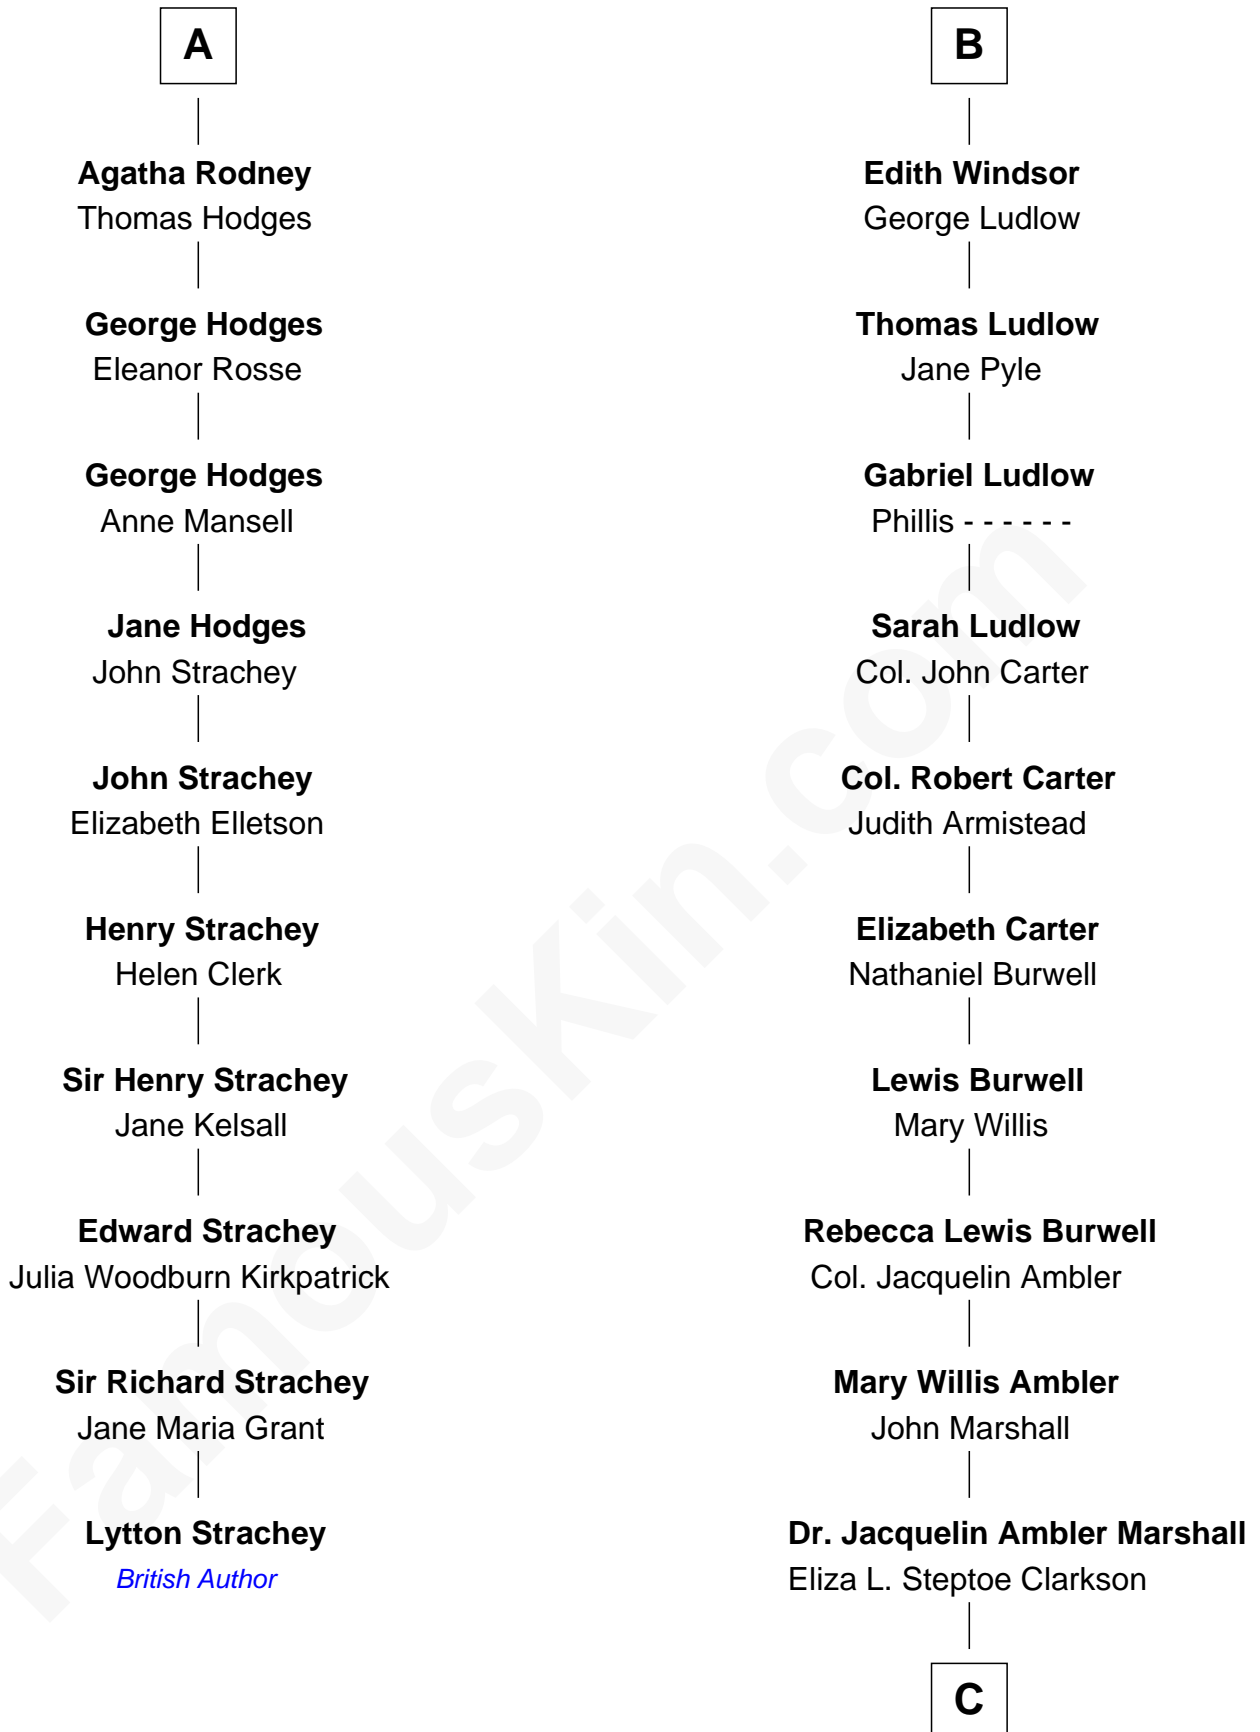 A
Agatha Rodney
Thomas Hodges
George Hodges
Eleanor Rosse
George Hodges
Anne Mansell
Jane Hodges
John Strachey
John Strachey
Elizabeth Elletson
Henry Strachey
Helen Clerk
Sir Henry Strachey
Jane Kelsall
Edward Strachey
Julia Woodburn Kirkpatrick
Sir Richard Strachey
Jane Maria Grant
Lytton Strachey
British Author
B
Edith Windsor
George Ludlow
Thomas Ludlow
Jane Pyle
Gabriel Ludlow
Phillis - - - - - -
Sarah Ludlow
Col. John Carter
Col. Robert Carter
Judith Armistead
Elizabeth Carter
Nathaniel Burwell
Lewis Burwell
Mary Willis
Rebecca Lewis Burwell
Col. Jacquelin Ambler
Mary Willis Ambler
John Marshall
Dr. Jacquelin Ambler Marshall
Eliza L. Steptoe Clarkson
C
FamousKin.com